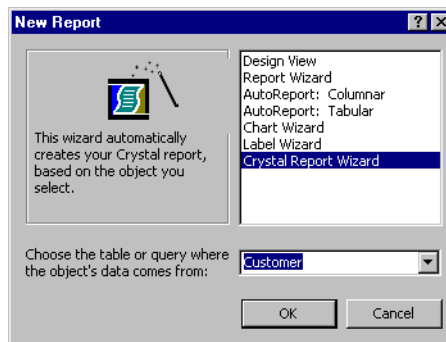 New Report
Design View
Report Wizard
AutoReport: Columnar
AutoReport: Tabular
Chart Wizard
Label Wizard
Crystal Report Wizard
This wizard automatically
creates your Crystal report,
based on the object you
select.
Choose the table or query where
the object's data comes from:
Customer
OK
Cancel